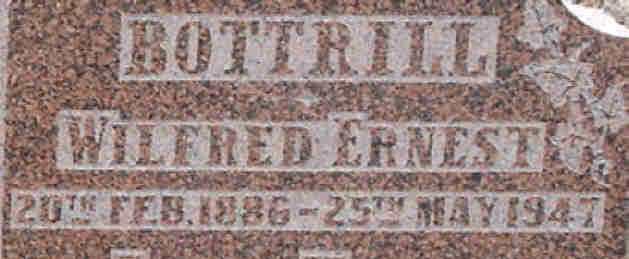 BOTTRILL
WILFRED ERNEST
20TH FEB. 1886 - 25TH MAY 1947